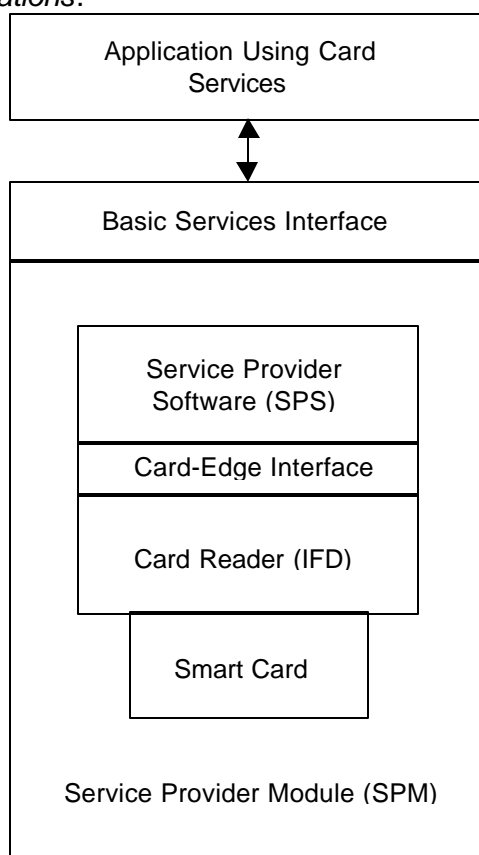 ations.
Application Using Card
Services
Basic Services Interface
Service Provider
Software (SPS)
Card-Edge Interface
Card Reader (IFD)
Smart Card
Service Provider Module (SPM)